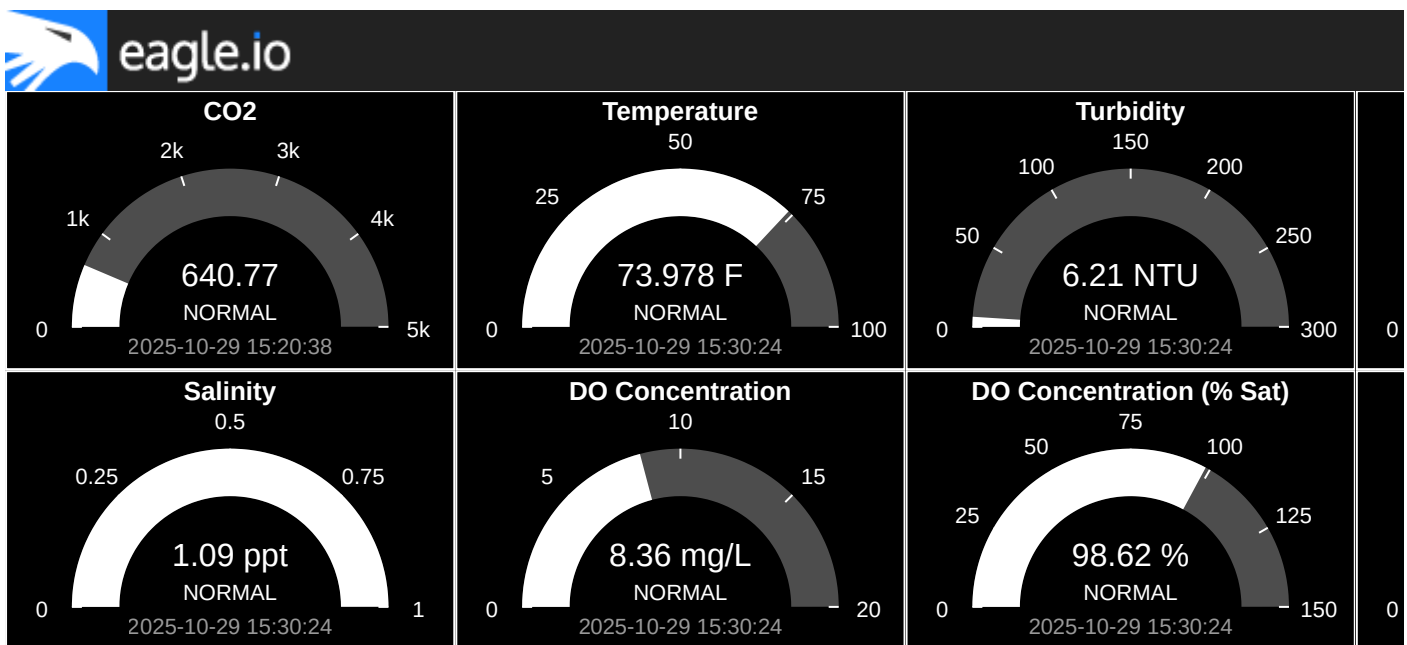 eagle.io
CO2
2k
3k
1k
4k
640.77
NORMAL
0
5k
2025-10-29 15:20:38
Temperature
50
25
75
73.978 F
NORMAL
0
100
2025-10-29 15:30:24
Turbidity
150
100
200
50
250
6.21 NTU
NORMAL
0
300
2025-10-29 15:30:24
0
Salinity
0.5
0.25
0.75
1.09 ppt
NORMAL
0
1
2025-10-29 15:30:24
DO Concentration
10
5
15
8.36 mg/L
NORMAL
0
20
2025-10-29 15:30:24
DO Concentration (% Sat)
75
50
100
25
125
98.62 %
NORMAL
0
150
2025-10-29 15:30:24
0